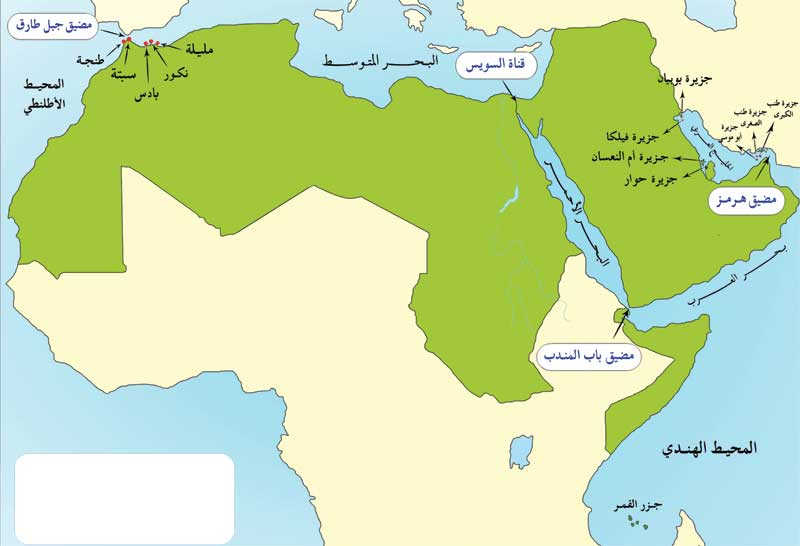 مضيق جبل طارق
طنجة
سبتة
بادس
نكور
مليلة
المحيط
الأطلنطي
البحر المتوسط
قناة السويس
جزيرة بوبيان
جزيرة فيلكا
جزيرة أم النعسان
جزيرة حوار
جزيرة
أبو موسى
جزيرة طنب
الصغرى
جزيرة طنب
الكبرى
مضيق هرمز
البحر الأحمر
بحر العرب
مضيق باب المندب
المحيط الهندي
جزر القمر